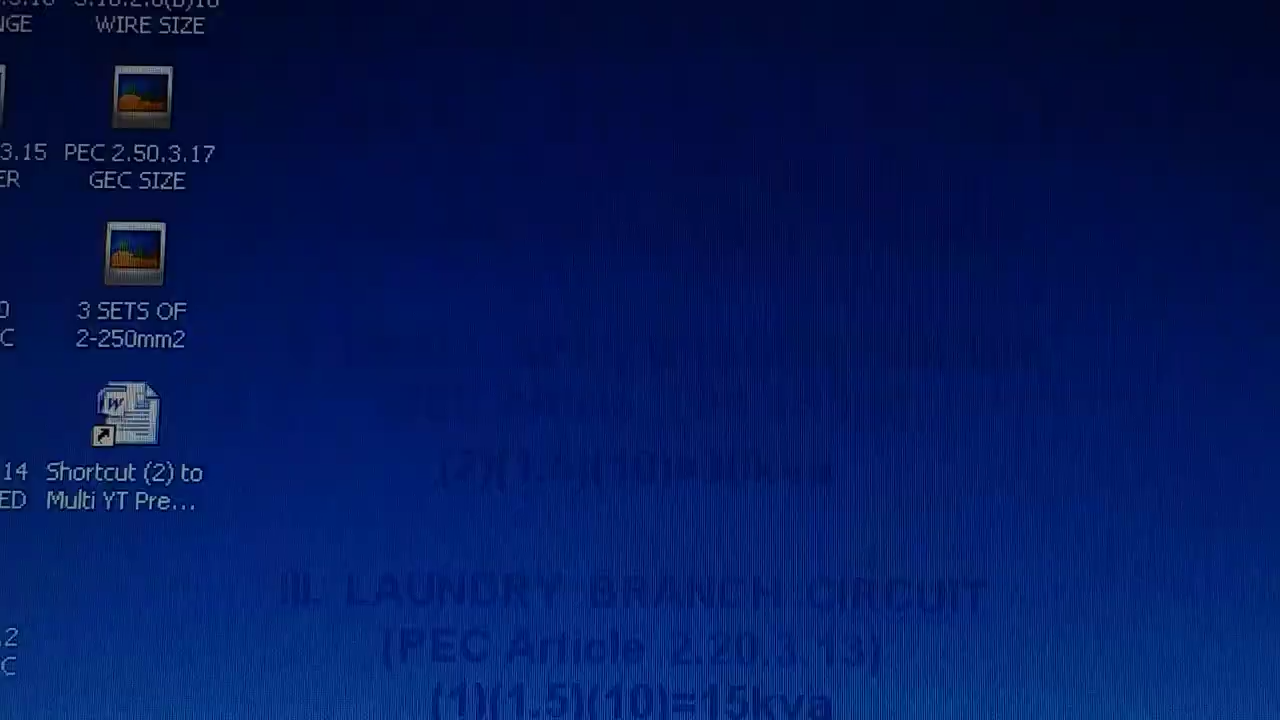 WIRE SIZE
3.15
PEC 2.50.3.17
ER
GEC SIZE
3 SETS OF
2-250mm2
C
14
Shortcut (2) to
ED
Multi YT Pre...
III. LAUNDRY BRANCH CIRCUIT
(PEC Article 2.20.3.13)
.2
C
(1)(1.5)(10)=15kva